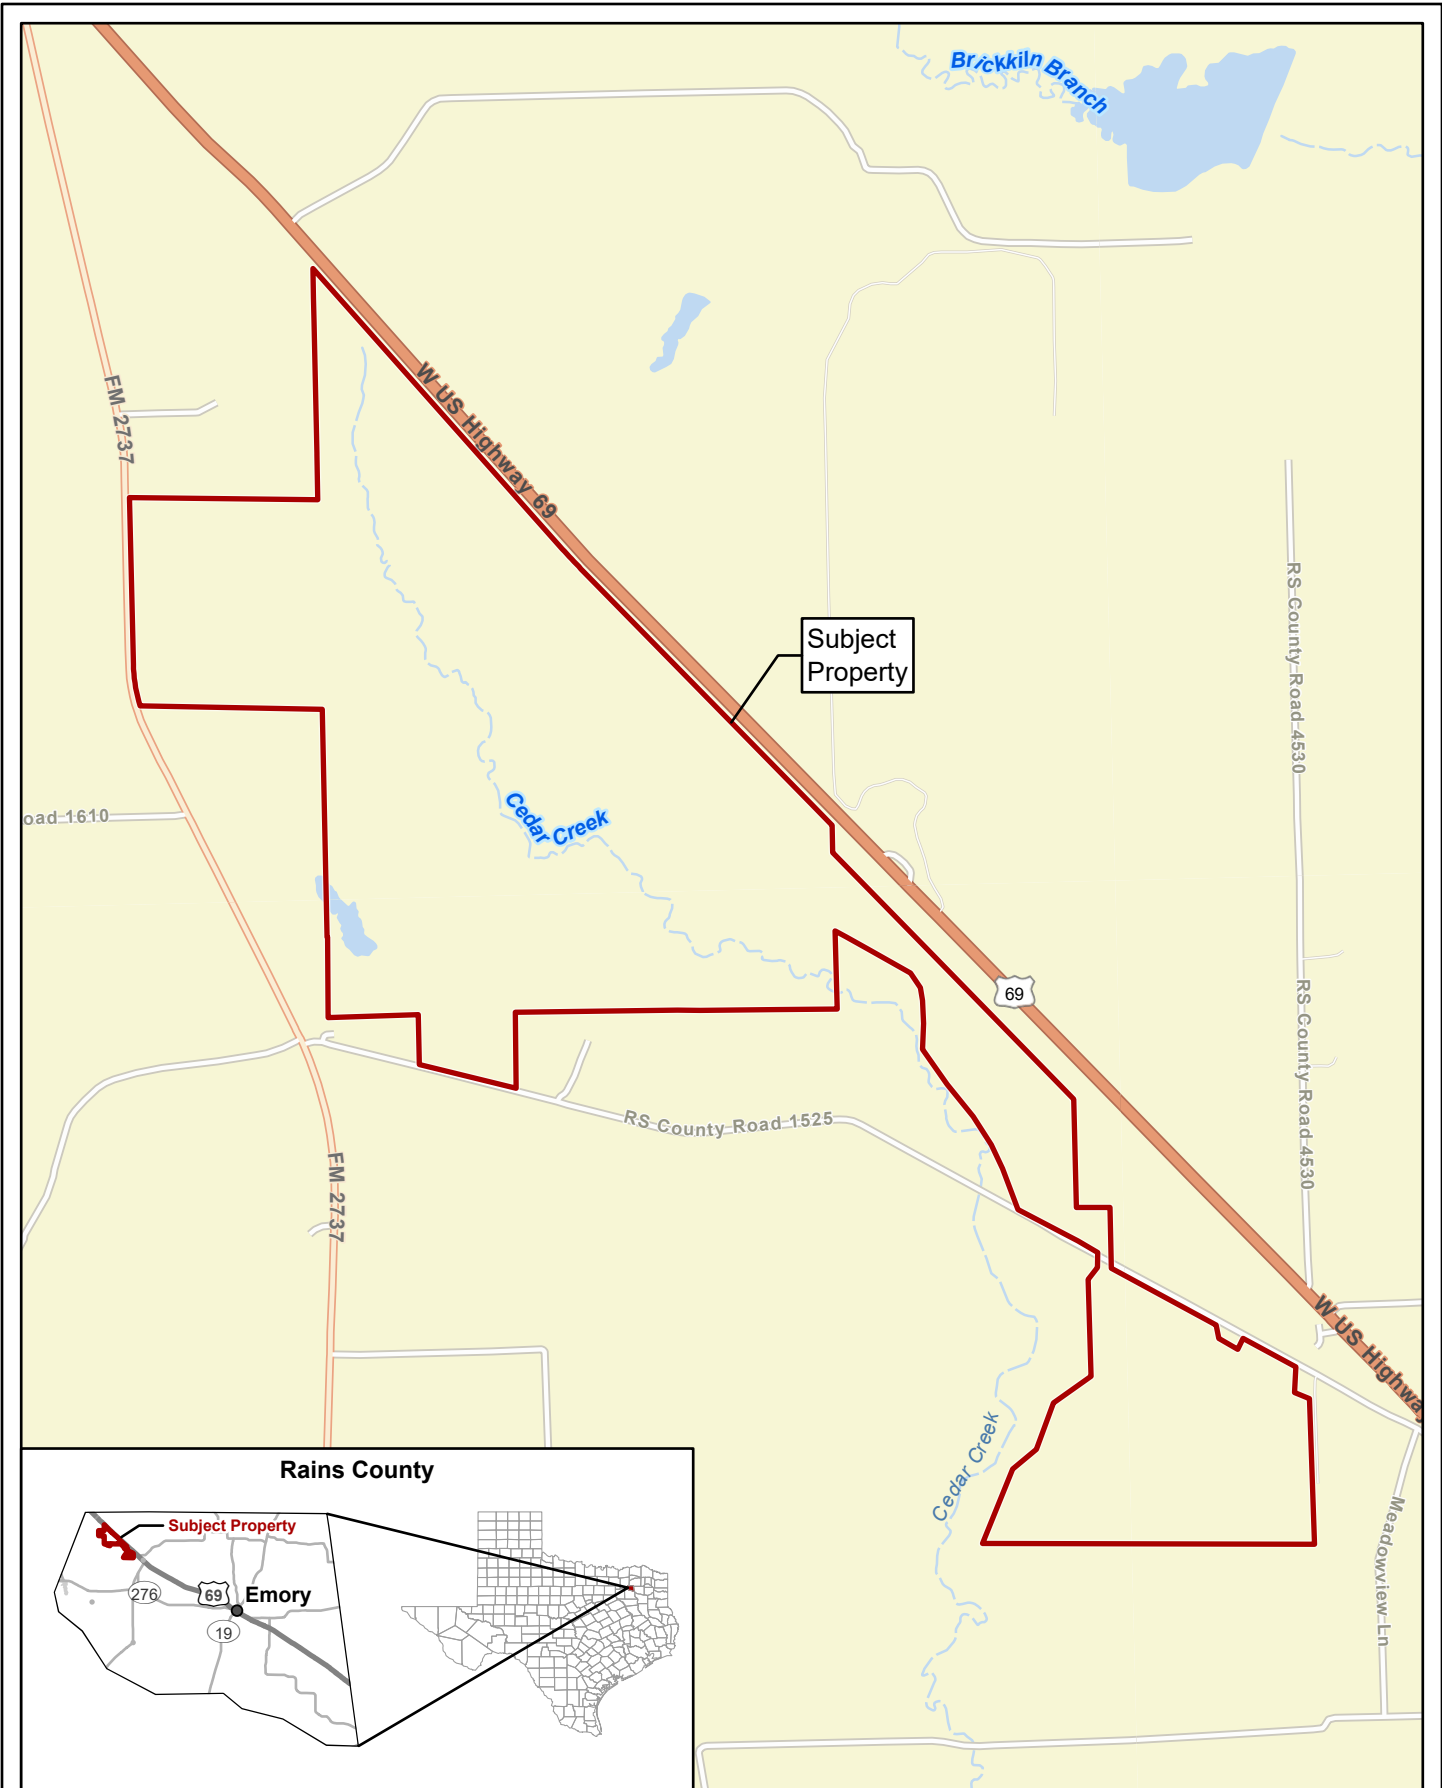 Brickkiln Branch
FM 2737
W US Highway 69
RS County Road 4530
Subject
Property
Cedar Creek
oad 1610
69
RS County Road 4530
RS County Road 1525
FM 2737
W US Highway
Cedar Creek
Meadowview Ln
Rains County
Subject Property
276
69
Emory
19